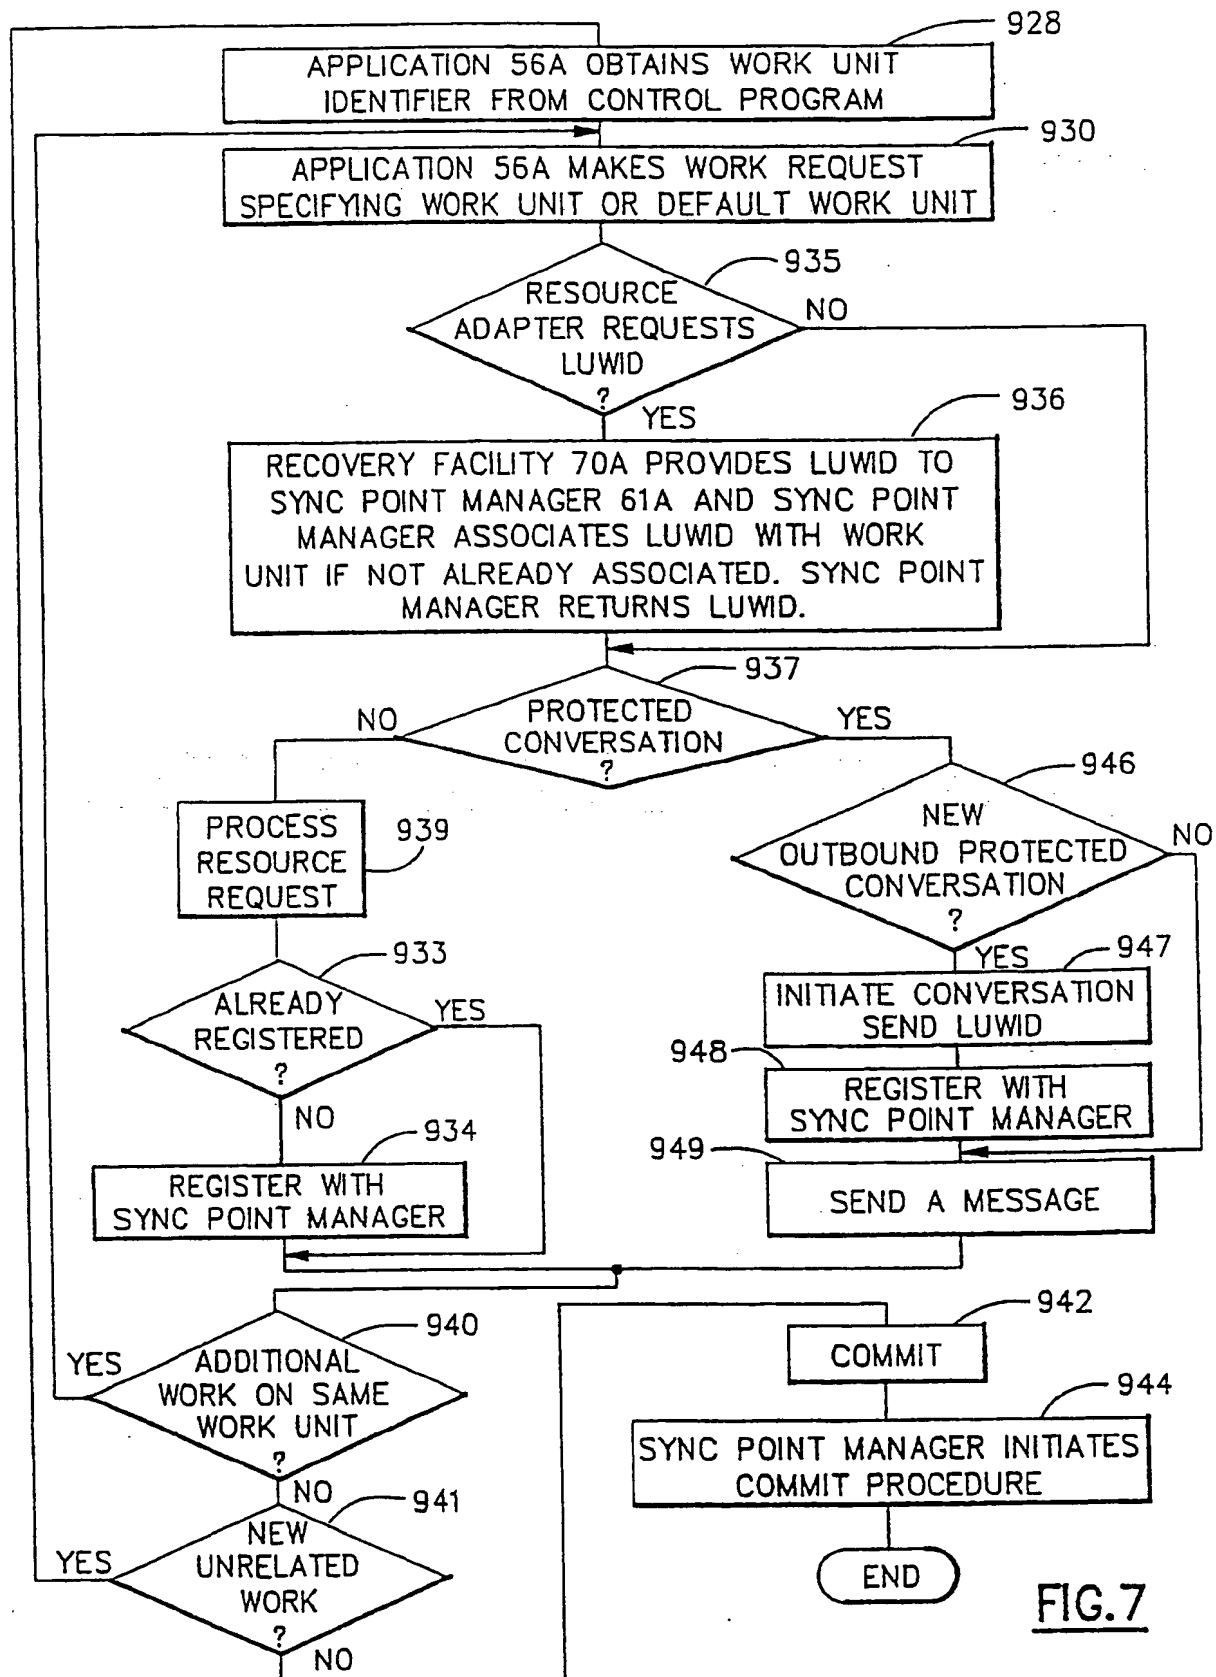 928
APPLICATION 56A OBTAINS WORK UNIT
IDENTIFIER FROM CONTROL PROGRAM
930
APPLICATION 56A MAKES WORK REQUEST
SPECIFYING WORK UNIT OR DEFAULT WORK UNIT
935
RESOURCE
ADAPTER REQUESTS
LUWID
?
NO
YES
936
RECOVERY FACILITY 70A PROVIDES LUWID TO
SYNC POINT MANAGER 61A AND SYNC POINT
MANAGER ASSOCIATES LUWID WITH WORK
UNIT IF NOT ALREADY ASSOCIATED. SYNC POINT
MANAGER RETURNS LUWID.
937
NO
PROTECTED
CONVERSATION
?
YES
PROCESS
RESOURCE
REQUEST
939
946
NEW
OUTBOUND PROTECTED
CONVERSATION
?
NO
YES
933
ALREADY
REGISTERED
?
YES
NO
947
INITIATE CONVERSATION
SEND LUWID
948
REGISTER WITH
SYNC POINT MANAGER
934
REGISTER WITH
SYNC POINT MANAGER
949
SEND A MESSAGE
940
YES
ADDITIONAL
WORK ON SAME
WORK UNIT
?
NO
942
COMMIT
944
SYNC POINT MANAGER INITIATES
COMMIT PROCEDURE
941
YES
NEW
UNRELATED
WORK
?
NO
END
FIG.7